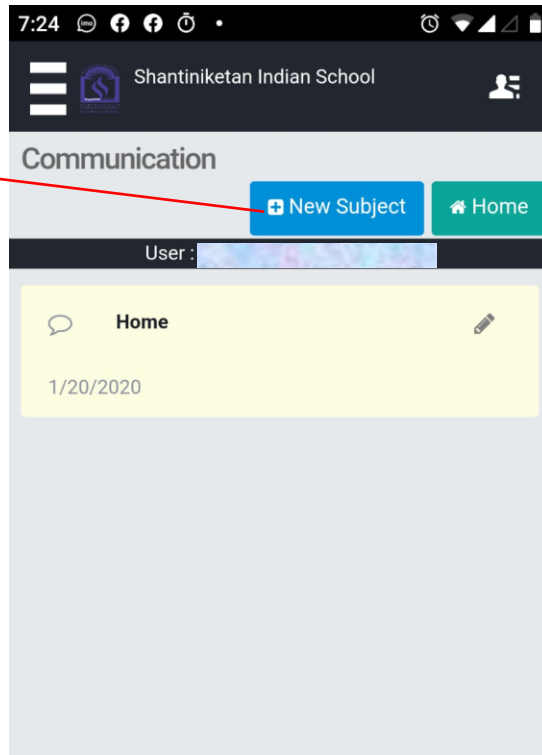 7:24
Shantiniketan Indian School
Communication
New Subject
Home
User :
Home
1/20/2020